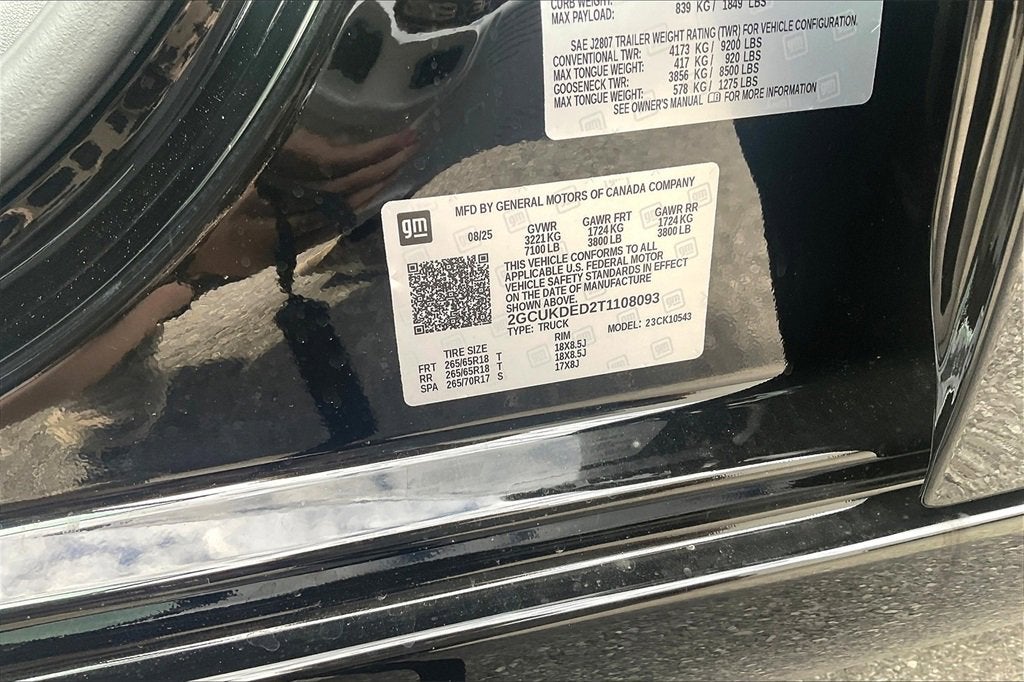 CURB WEIGHT:
MAX PAYLOAD: 839 KG / 1849 LBS
SAE J2807 TRAILER WEIGHT RATING (TWR) FOR VEHICLE CONFIGURATION.
CONVENTIONAL TWR: 4173 KG / 9200 LBS
MAX TONGUE WEIGHT: 417 KG / 920 LBS
GOOSENECK TWR: 3856 KG / 8500 LBS
MAX TONGUE WEIGHT: 578 KG / 1275 LBS
SEE OWNER'S MANUAL FOR MORE INFORMATION
gm
MFD BY GENERAL MOTORS OF CANADA COMPANY
08/25 GVWR GAWR FRT GAWR RR
3221 KG 1724 KG 1724 KG
7100 LB 3800 LB 3800 LB
THIS VEHICLE CONFORMS TO ALL
APPLICABLE U.S. FEDERAL MOTOR
VEHICLE SAFETY STANDARDS IN EFFECT
ON THE DATE OF MANUFACTURE
SHOWN ABOVE.
2GCUKDED2T1108093
TYPE: TRUCK MODEL: 23CK10543
TIRE SIZE RIM
FRT 265/65R18 T 18X8.5J
RR 265/65R18 T 18X8.5J
SPA 265/70R17 S 17X8J